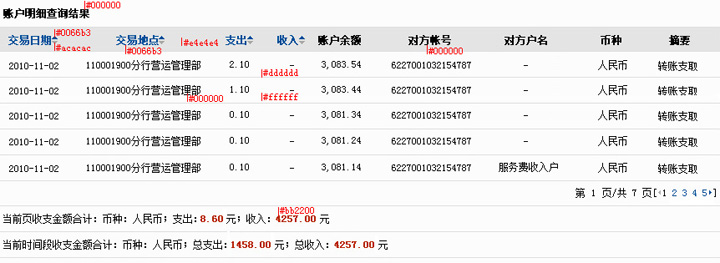 账户明细查询结果 |#000000
交易日期 |#0066b3 交易地点 |#e4e4e4 支出 收入 账户余额 对方帐号 对方户名 币种 摘要
|#acacac |#0066b3 |#000000
2010-11-02 110001900分行营运管理部 2.10 - 3,083.54 6227001032154787 - 人民币 转账支取
|#dddddd
2010-11-02 110001900分行营运管理部 1.10 - 3,083.44 6227001032154787 - 人民币 转账支取
|#000000 |#ffffff
2010-11-02 110001900分行营运管理部 0.10 - 3,081.34 6227001032154787 - 人民币 转账支取
2010-11-02 110001900分行营运管理部 0.10 - 3,081.24 6227001032154787 - 人民币 转账支取
2010-11-02 110001900分行营运管理部 0.10 - 3,081.14 6227001032154787 服务费收入户 人民币 转账支取
第 1 页/共 7 页[1 2 3 4 5]
|#bb2200
当前页收支金额合计：币种：人民币；支出：8.60 元；收入：4257.00 元
当前时间段收支金额合计：币种：人民币；总支出：1458.00 元；总收入：4257.00 元